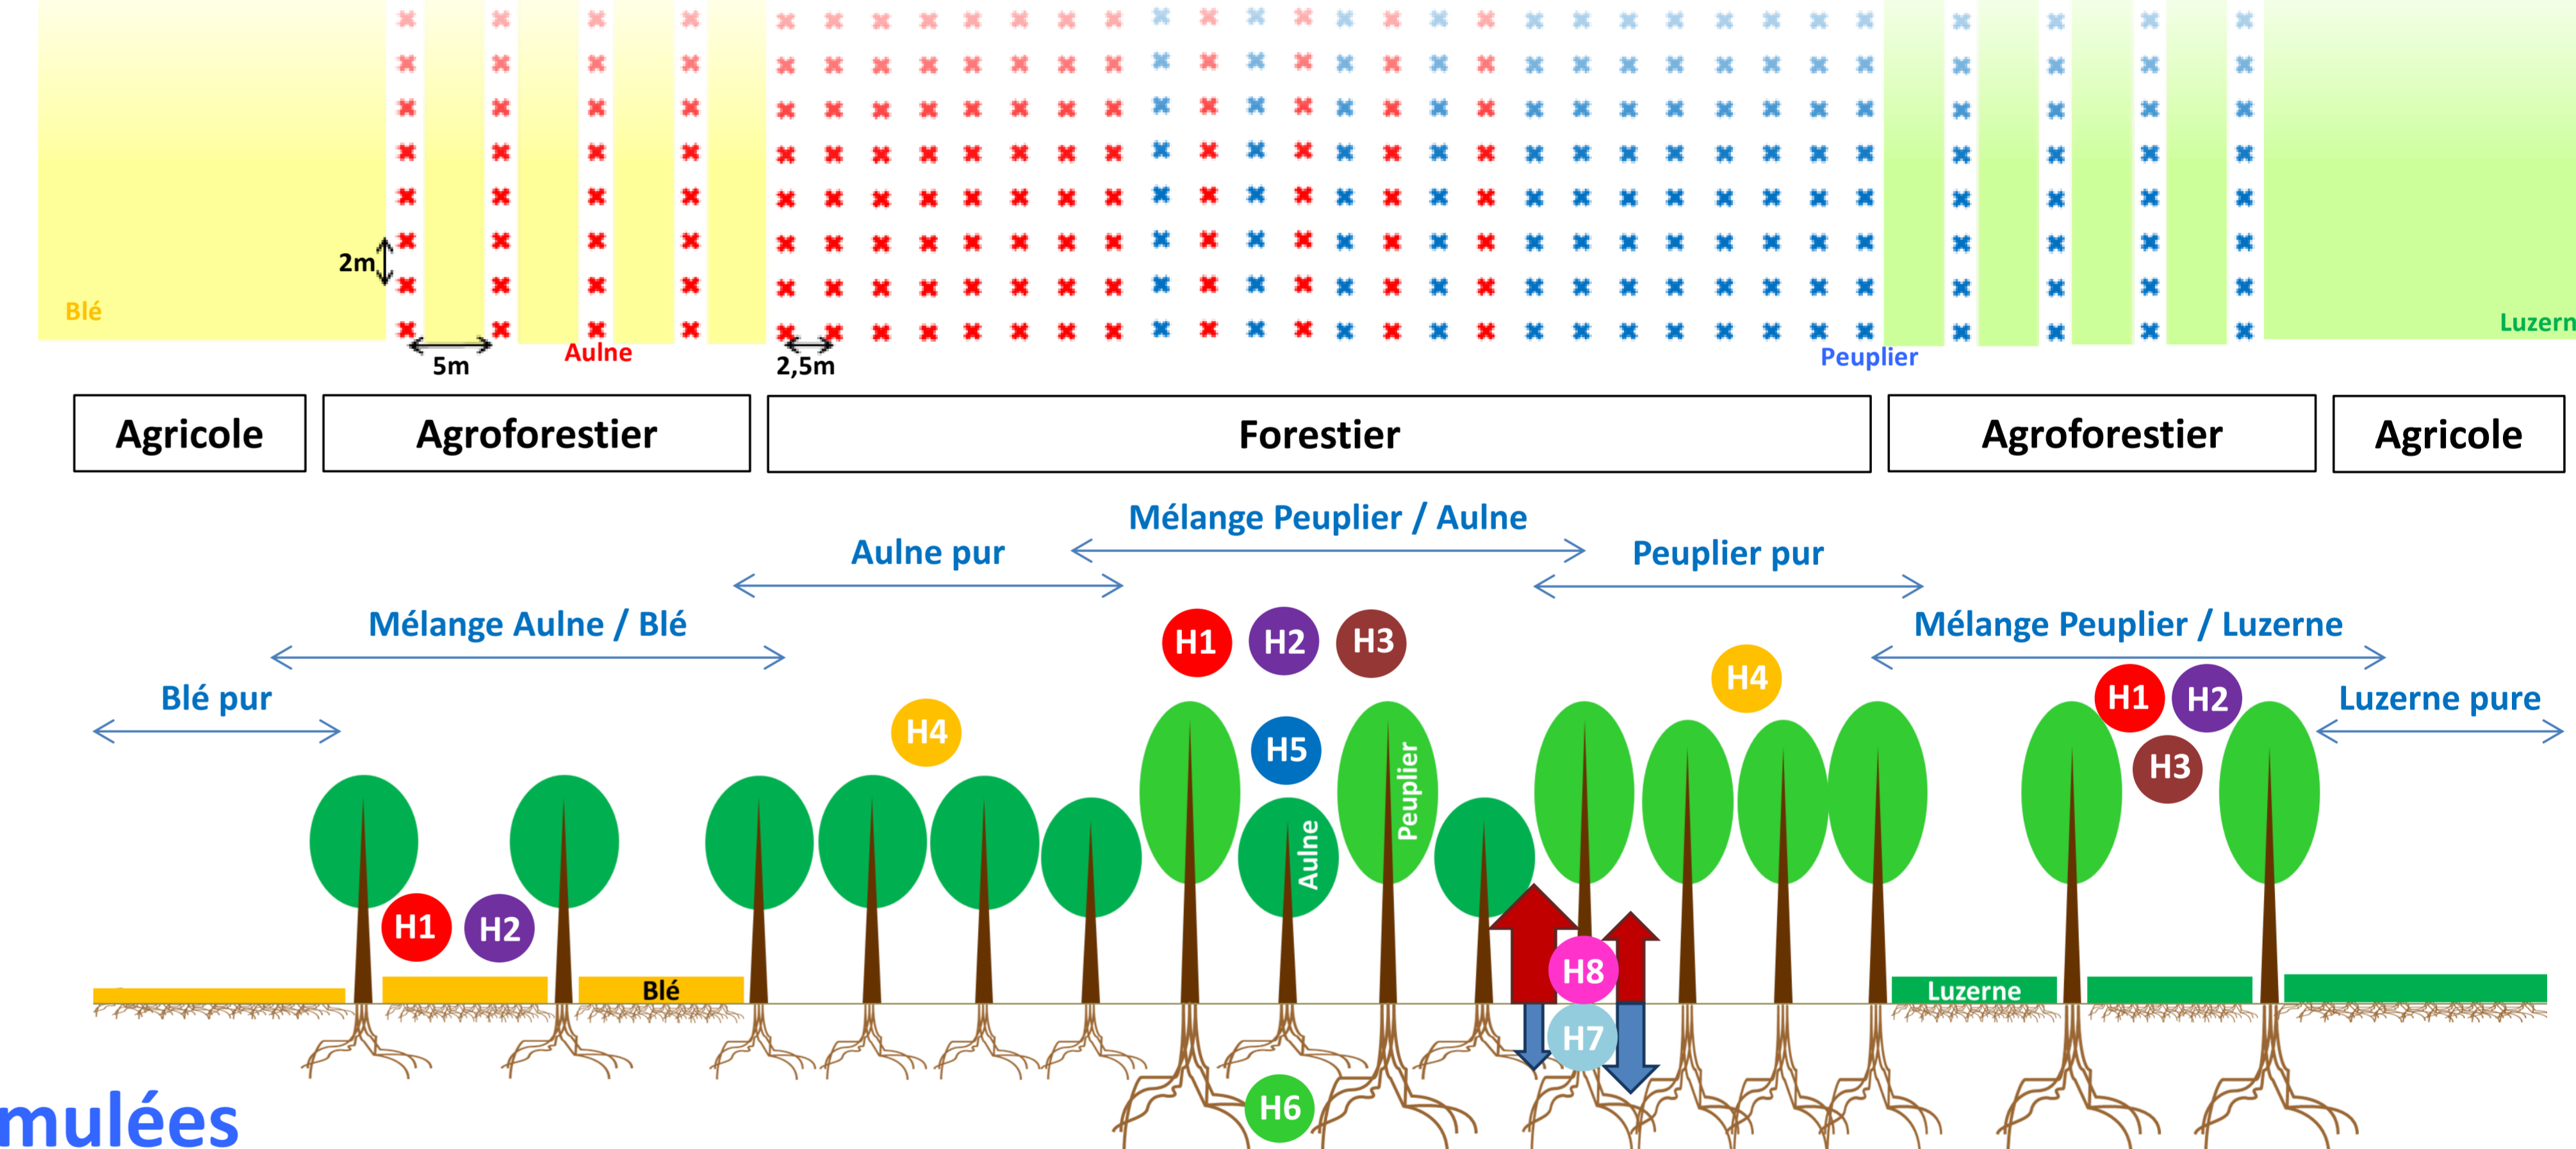 2m
Blé
Luzern
5m
Aulne
2,5m
Peuplier
Agricole
Agroforestier
Forestier
Agroforestier
Agricole
Mélange Peuplier / Aulne
Aulne pur
Peuplier pur
Mélange Aulne / Blé
H1
H2
H3
Mélange Peuplier / Luzerne
Blé pur
H4
H4
H1
H2
Luzerne pure
H5
H3
Peuplier
Aulne
H1
H2
H8
Blé
Luzerne
H7
H6
mulées